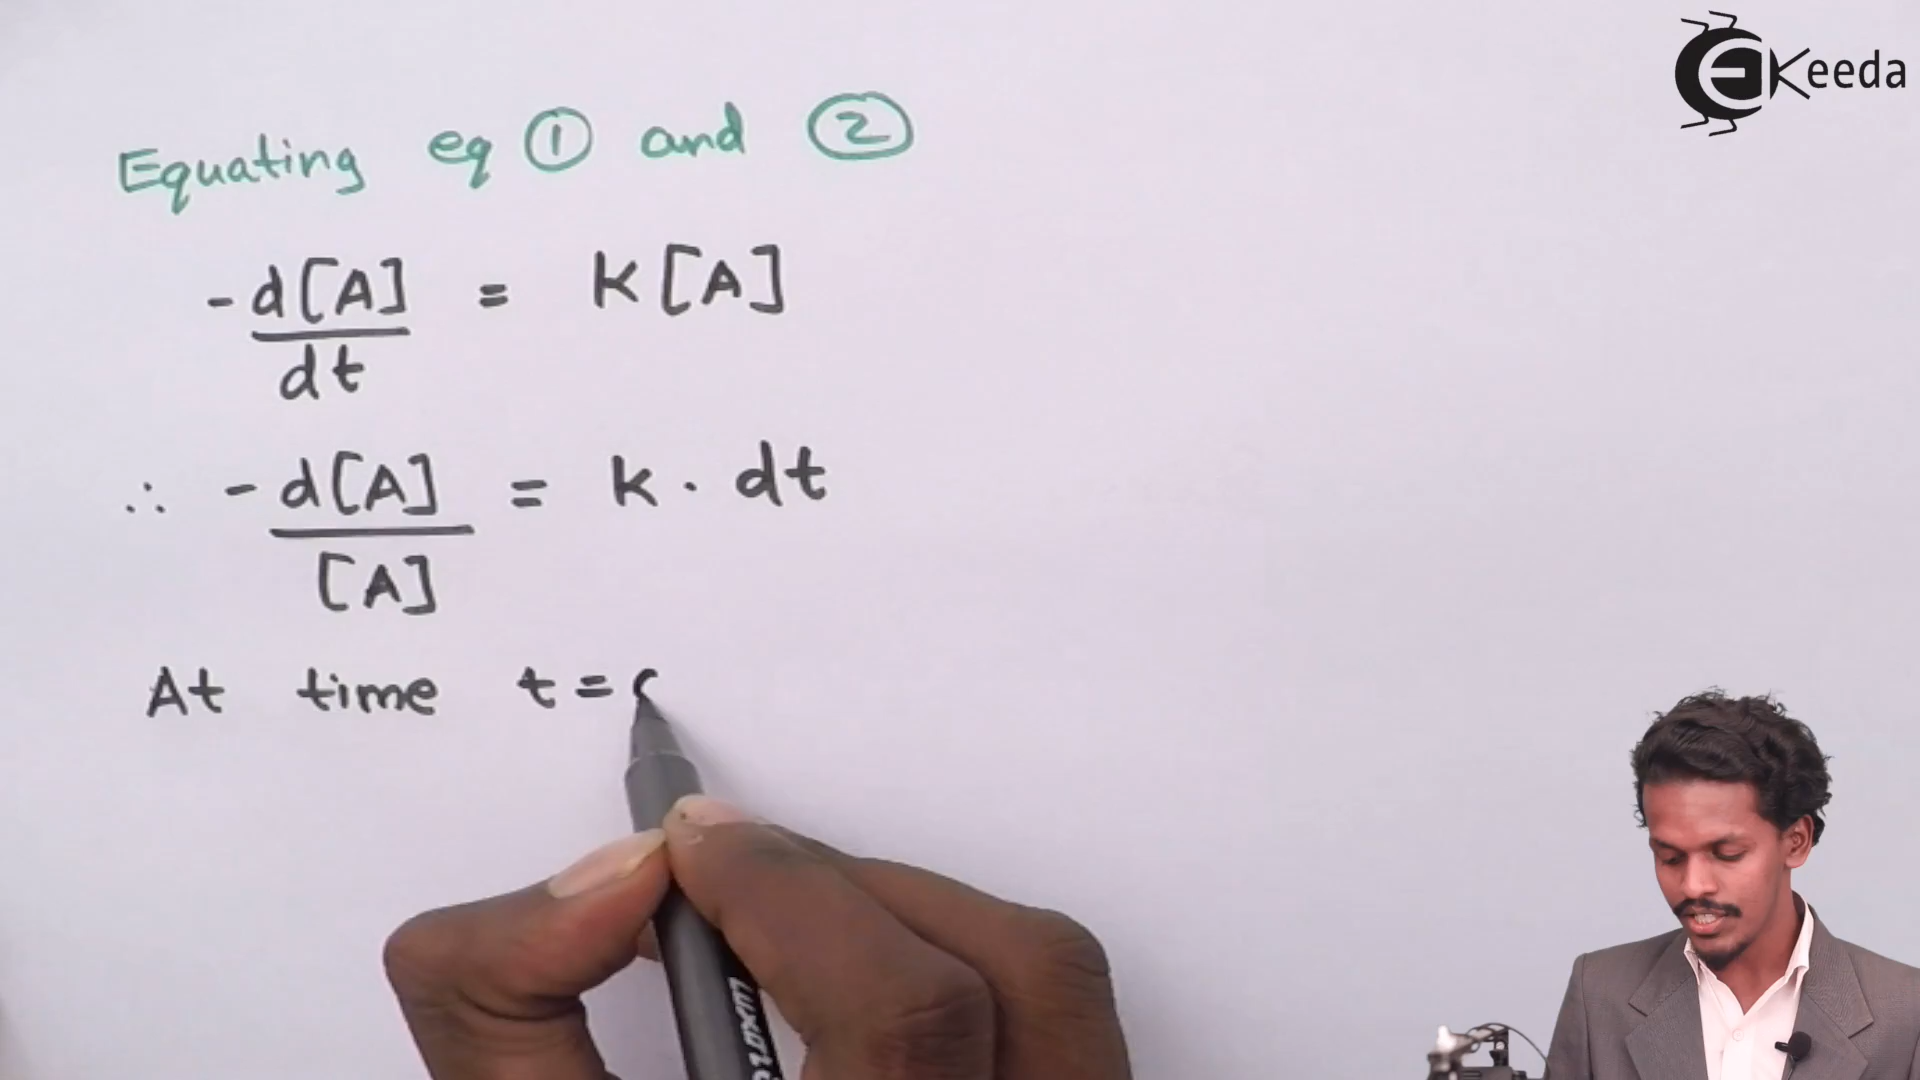 Keeda
Equating eq ① and ②
-d[A]/dt = K[A]
∴ -d[A]/[A] = K . dt
At time t=